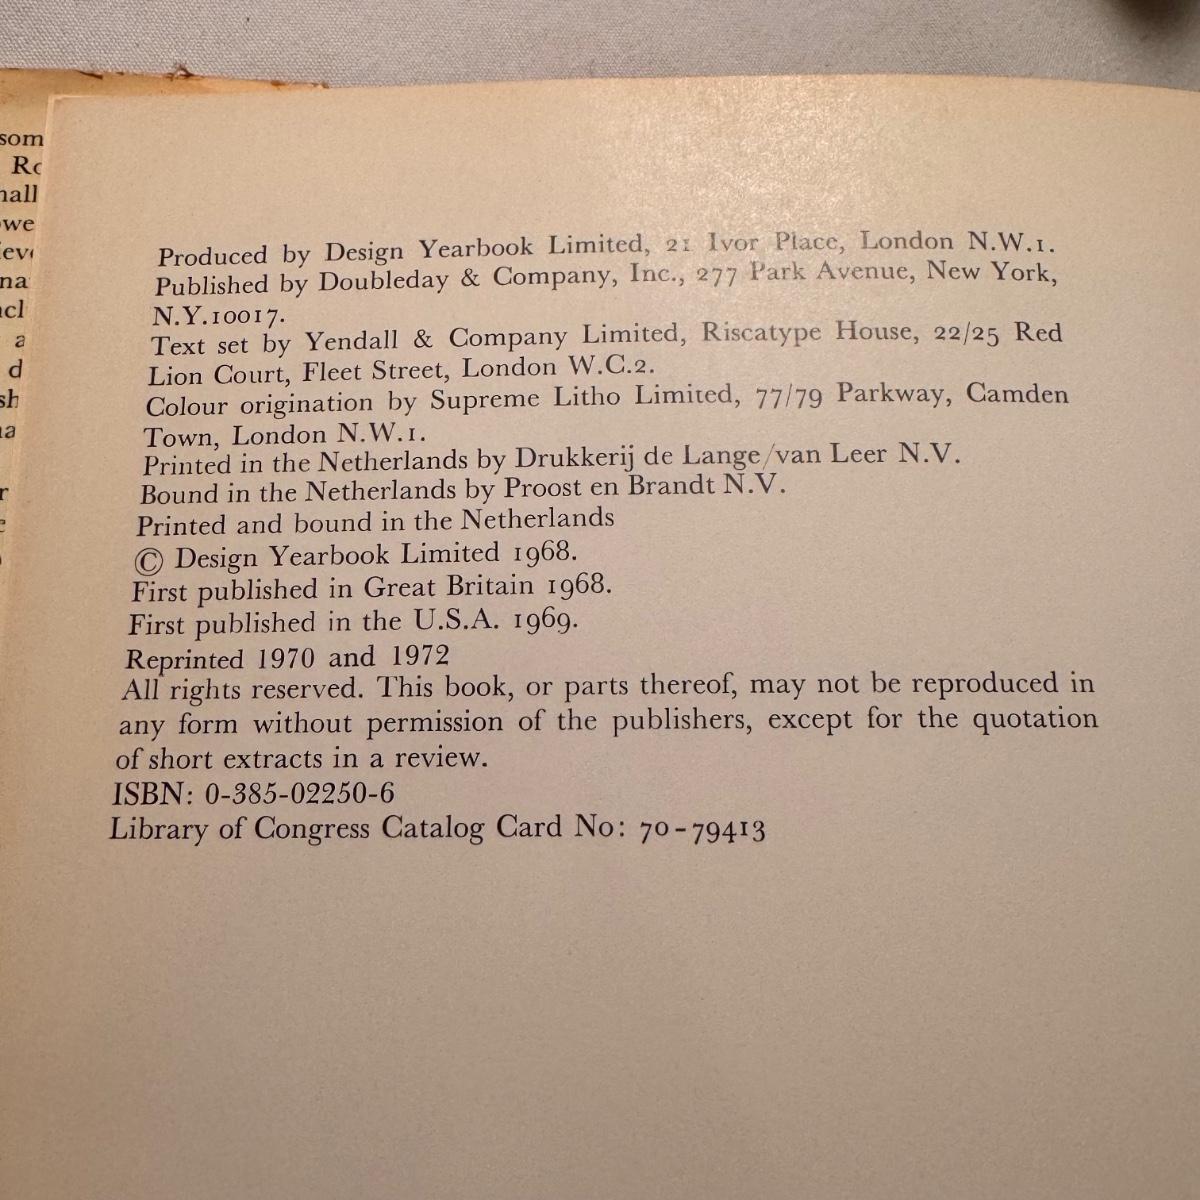 Produced by Design Yearbook Limited, 21 Ivor Place, London N.W.1.
Published by Doubleday & Company, Inc., 277 Park Avenue, New York,
N.Y.10017.
Text set by Yendall & Company Limited, Riscatype House, 22/25 Red
Lion Court, Fleet Street, London W.C.2.
Colour origination by Supreme Litho Limited, 77/79 Parkway, Camden
Town, London N.W.1.
Printed in the Netherlands by Drukkerij de Lange/van Leer N.V.
Bound in the Netherlands by Proost en Brandt N.V.
Printed and bound in the Netherlands
© Design Yearbook Limited 1968.
First published in Great Britain 1968.
First published in the U.S.A. 1969.
Reprinted 1970 and 1972
All rights reserved. This book, or parts thereof, may not be reproduced in
any form without permission of the publishers, except for the quotation
of short extracts in a review.
ISBN: 0-385-02250-6
Library of Congress Catalog Card No: 70-79413